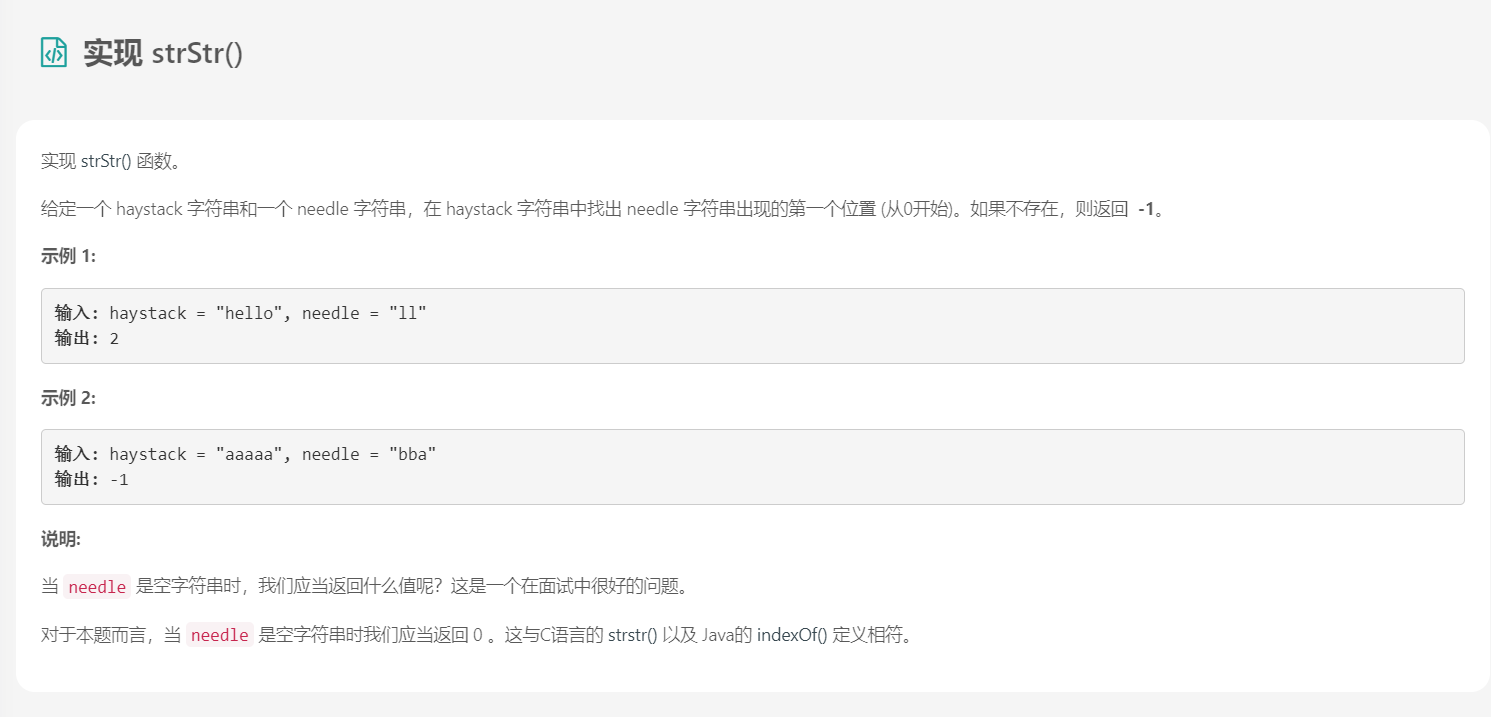 实现 strStr()
实现 strStr() 函数。
给定一个 haystack 字符串和一个 needle 字符串，在 haystack 字符串中找出 needle 字符串出现的第一个位置 (从0开始)。如果不存在，则返回 -1。
示例 1:
输入: haystack = "hello", needle = "ll"
输出: 2
示例 2:
输入: haystack = "aaaaa", needle = "bba"
输出: -1
说明:
当 needle 是空字符串时，我们应当返回什么值呢？这是一个在面试中很好的问题。
对于本题而言，当 needle 是空字符串时我们应当返回 0 。这与C语言的 strstr() 以及 Java的 indexOf() 定义相符。